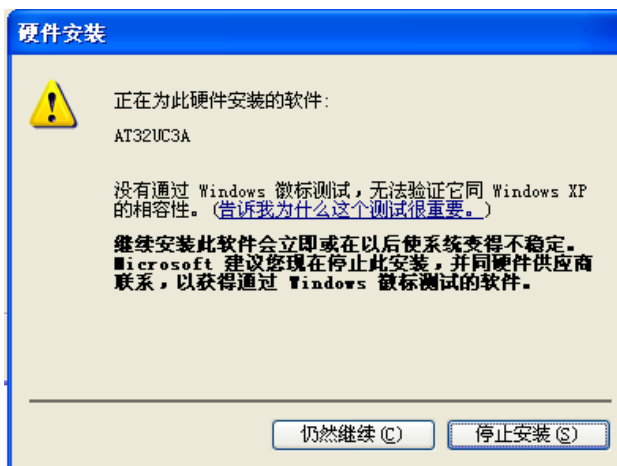 硬件安装
正在为此硬件安装的软件:
AT32UC3A
没有通过 Windows 徽标测试，无法验证它同 Windows XP
的相容性。(告诉我为什么这个测试很重要。)
继续安装此软件会立即或在以后使系统变得不稳定。
Microsoft 建议您现在停止此安装，并同硬件供应商
联系，以获得通过 Windows 徽标测试的软件。
仍然继续(C)
停止安装(S)